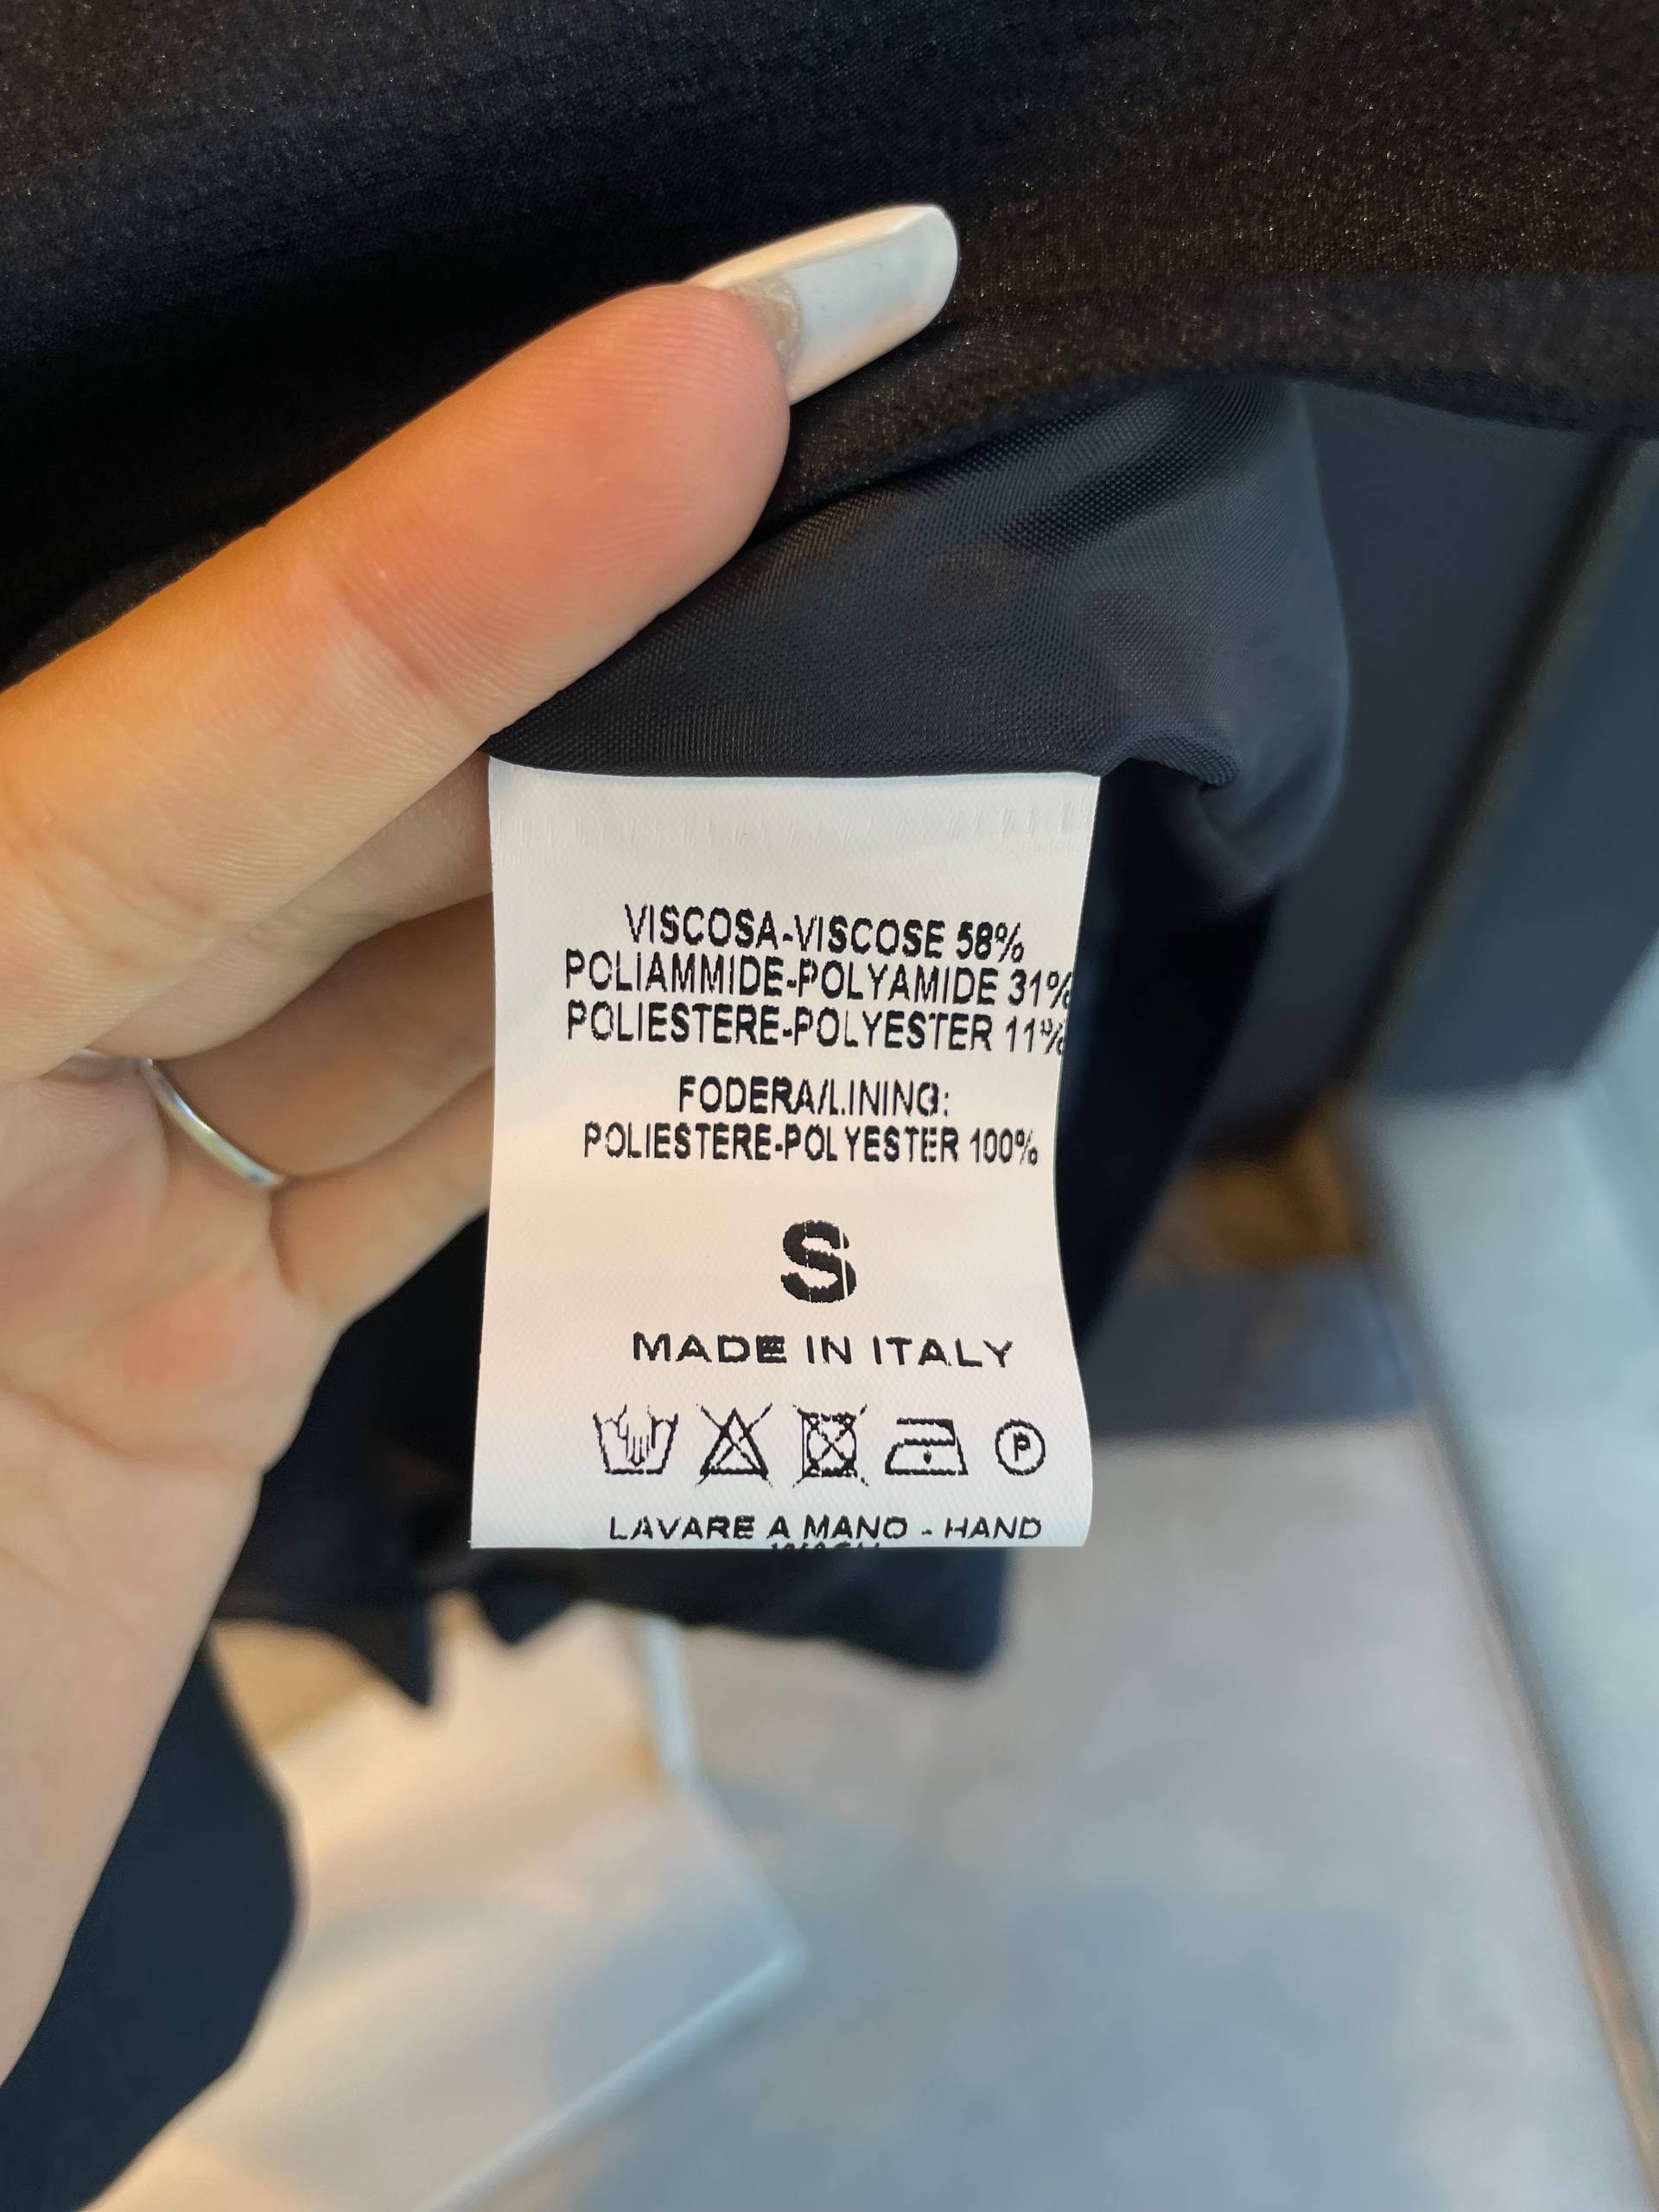 VISCOSA-VISCOSE 58%
POLIAMMIDE-POLYAMIDE 31%
POLIESTERE-POLYESTER 11%
FODERA/LINING:
POLIESTERE-POLYESTER 100%
S
MADE IN ITALY
P
LAVARE A MANO - HAND